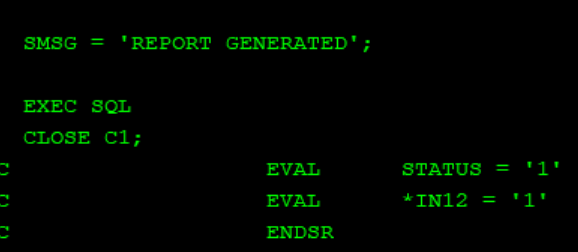 SMSG = 'REPORT GENERATED';
EXEC SQL
CLOSE C1;
C EVAL STATUS = '1'
C EVAL *IN12 = '1'
C ENDSR